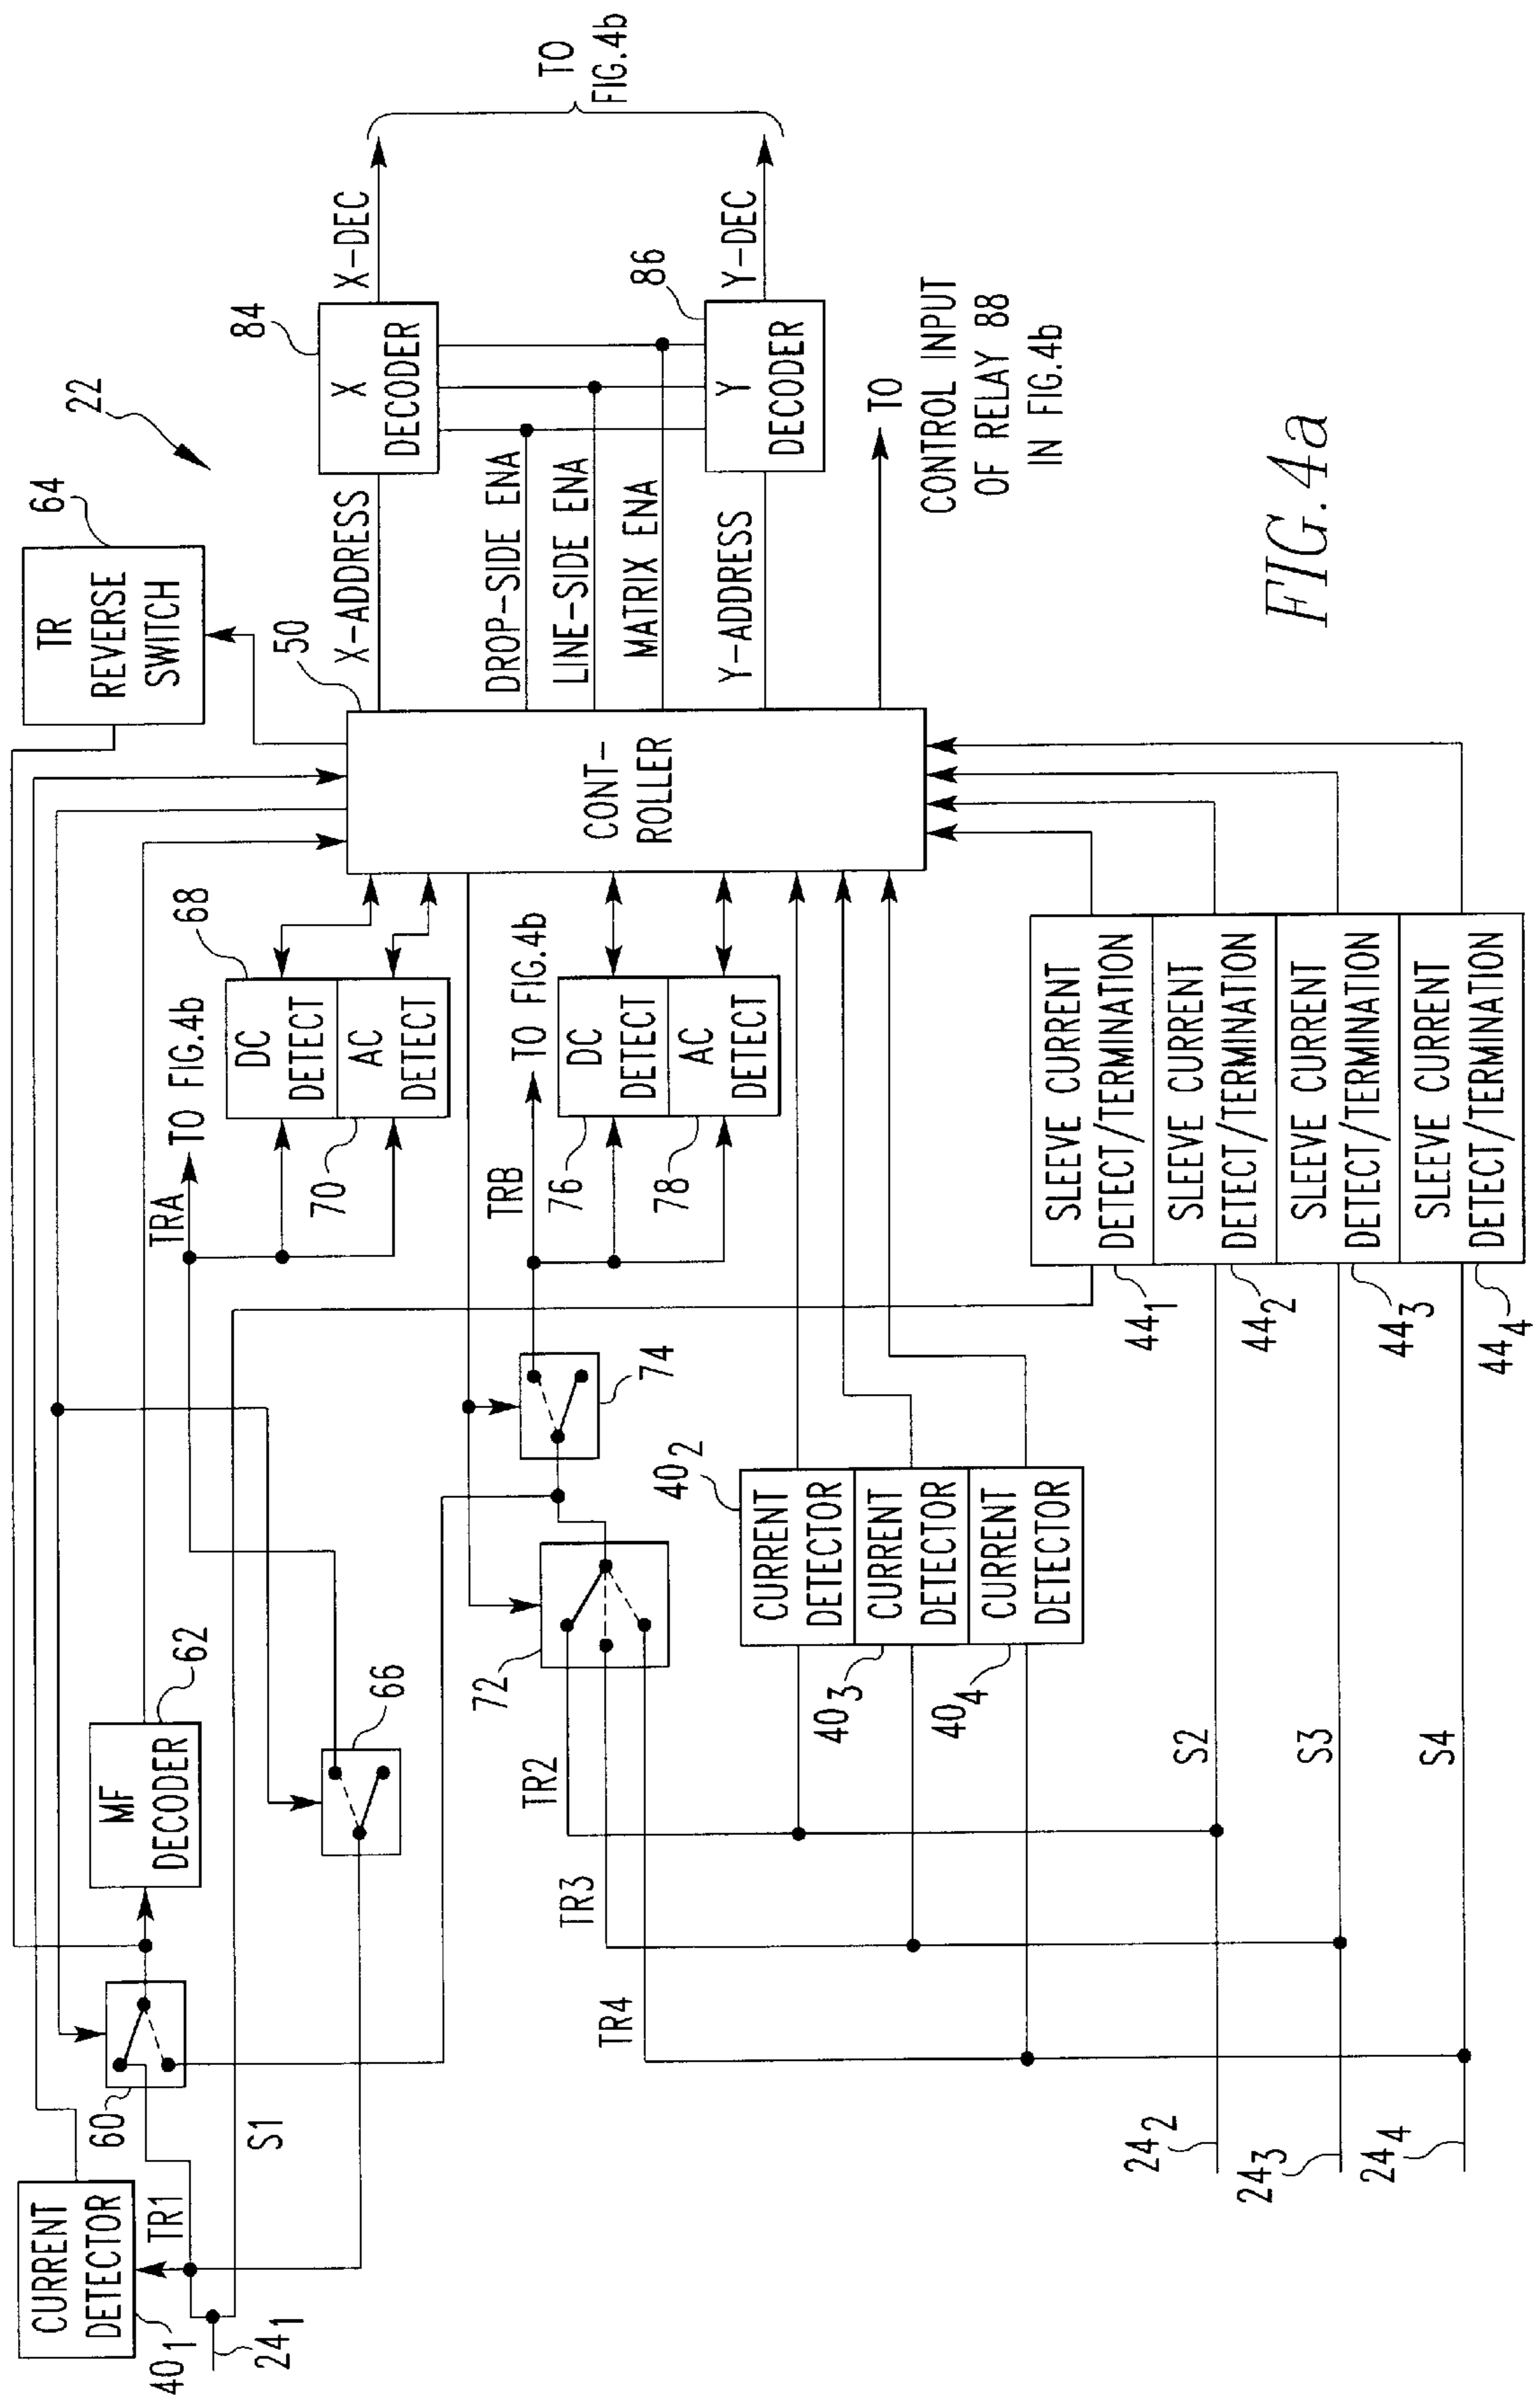 22
CURRENT
DETECTOR
40₁
24₁
TR1
S1
60
MF
DECODER
62
TR
REVERSE
SWITCH
64
66
TRA
TO FIG.4b
DC
DETECT
68
AC
DETECT
70
CONT-
ROLLER
50
X-ADDRESS
X
DECODER
84
X-DEC
TO
FIG.4b
DROP-SIDE ENA
LINE-SIDE ENA
MATRIX ENA
Y-ADDRESS
Y
DECODER
86
Y-DEC
TO
CONTROL INPUT
OF RELAY 88
IN FIG.4b
TR2
TR3
TR4
72
74
TRB
TO FIG.4b
DC
DETECT
76
AC
DETECT
78
CURRENT
DETECTOR
40₂
CURRENT
DETECTOR
40₃
CURRENT
DETECTOR
40₄
SLEEVE CURRENT
DETECT/TERMINATION
44₁
SLEEVE CURRENT
DETECT/TERMINATION
44₂
SLEEVE CURRENT
DETECT/TERMINATION
44₃
SLEEVE CURRENT
DETECT/TERMINATION
44₄
24₂
S2
24₃
S3
24₄
S4
FIG. 4a